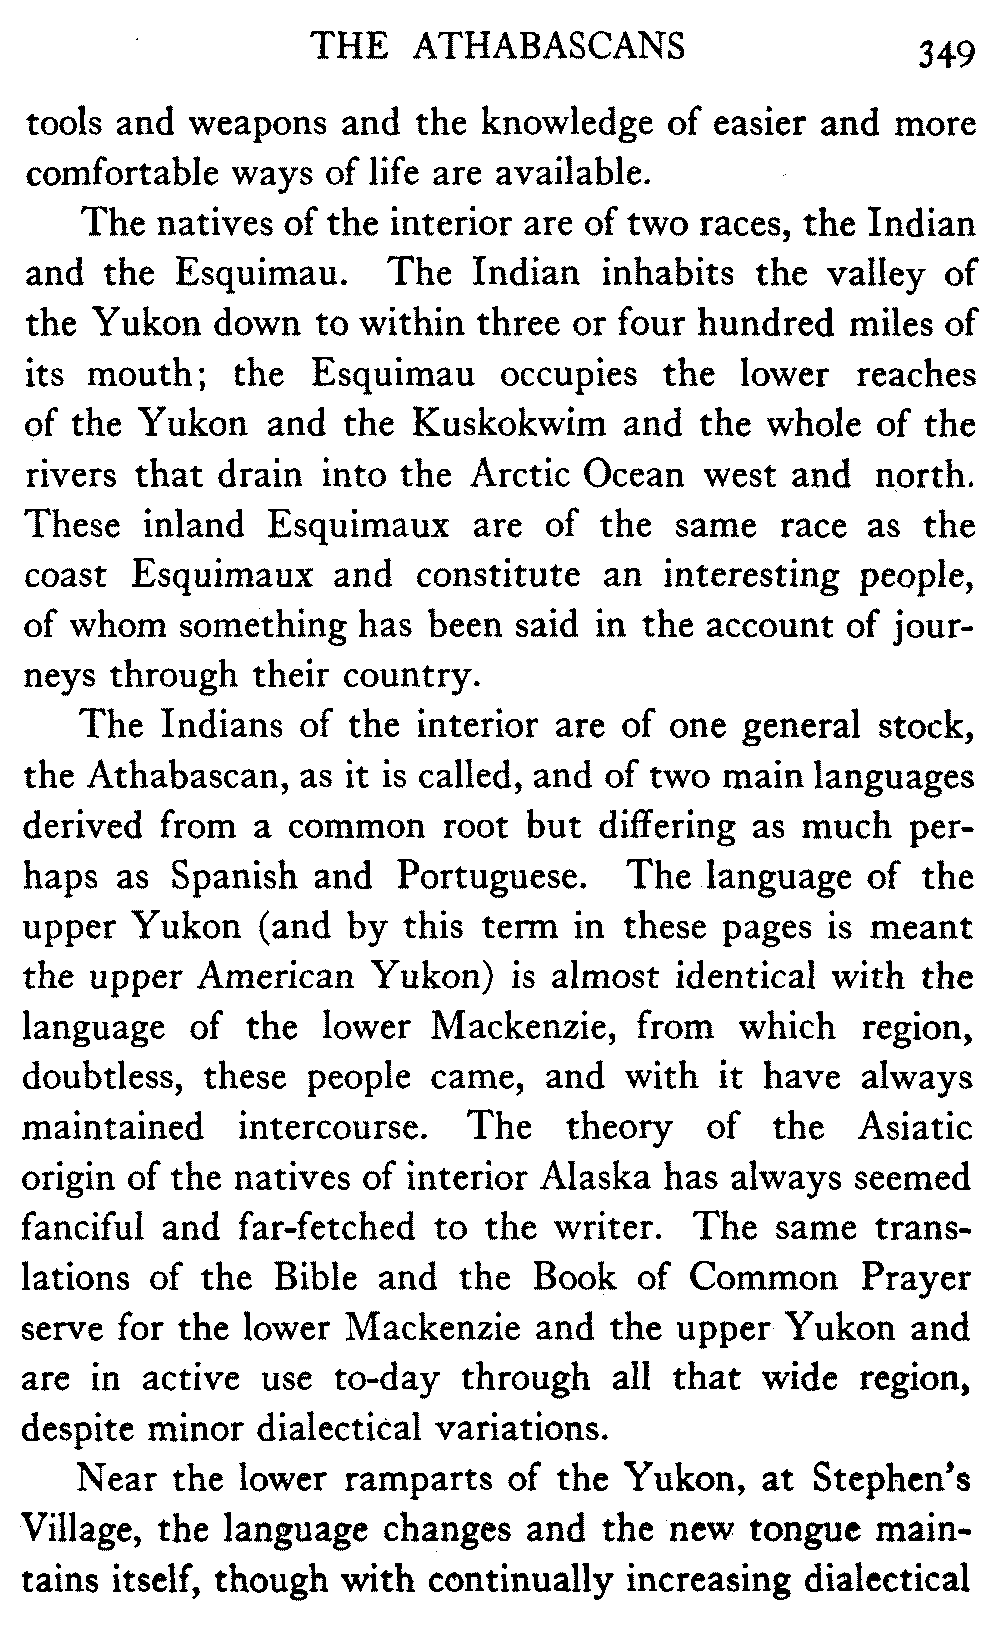 THE ATHABASCANS 349
tools and weapons and the knowledge of easier and more
comfortable ways of life are available.
The natives of the interior are of two races, the Indian
and the Esquimau. The Indian inhabits the valley of
the Yukon down to within three or four hundred miles of
its mouth; the Esquimau occupies the lower reaches
of the Yukon and the Kuskokwim and the whole of the
rivers that drain into the Arctic Ocean west and north.
These inland Esquimaux are of the same race as the
coast Esquimaux and constitute an interesting people,
of whom something has been said in the account of jour-
neys through their country.
The Indians of the interior are of one general stock,
the Athabascan, as it is called, and of two main languages
derived from a common root but differing as much per-
haps as Spanish and Portuguese. The language of the
upper Yukon (and by this term in these pages is meant
the upper American Yukon) is almost identical with the
language of the lower Mackenzie, from which region,
doubtless, these people came, and with it have always
maintained intercourse. The theory of the Asiatic
origin of the natives of interior Alaska has always seemed
fanciful and far-fetched to the writer. The same trans-
lations of the Bible and the Book of Common Prayer
serve for the lower Mackenzie and the upper Yukon and
are in active use to-day through all that wide region,
despite minor dialectical variations.
Near the lower ramparts of the Yukon, at Stephen's
Village, the language changes and the new tongue main-
tains itself, though with continually increasing dialectical